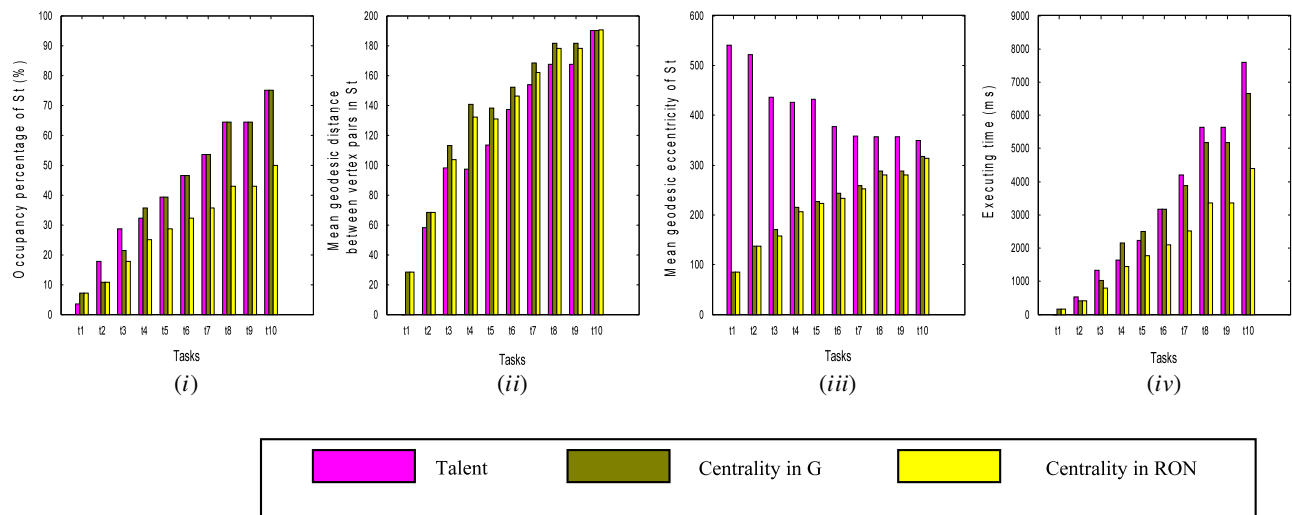 Occupancy percentage of St (%)
100
90
80
70
60
50
40
30
20
10
0
t1 t2 t3 t4 t5 t6 t7 t8 t9 t10
Tasks
(i)
Mean geodesic distance
between vertex pairs in St
200
180
160
140
120
100
80
60
40
20
0
t1 t2 t3 t4 t5 t6 t7 t8 t9 t10
Tasks
(ii)
Mean geodesic eccentricity of St
600
500
400
300
200
100
0
t1 t2 t3 t4 t5 t6 t7 t8 t9 t10
Tasks
(iii)
Executing time (ms)
9000
8000
7000
6000
5000
4000
3000
2000
1000
0
t1 t2 t3 t4 t5 t6 t7 t8 t9 t10
Tasks
(iv)
Talent
Centrality in G
Centrality in RON